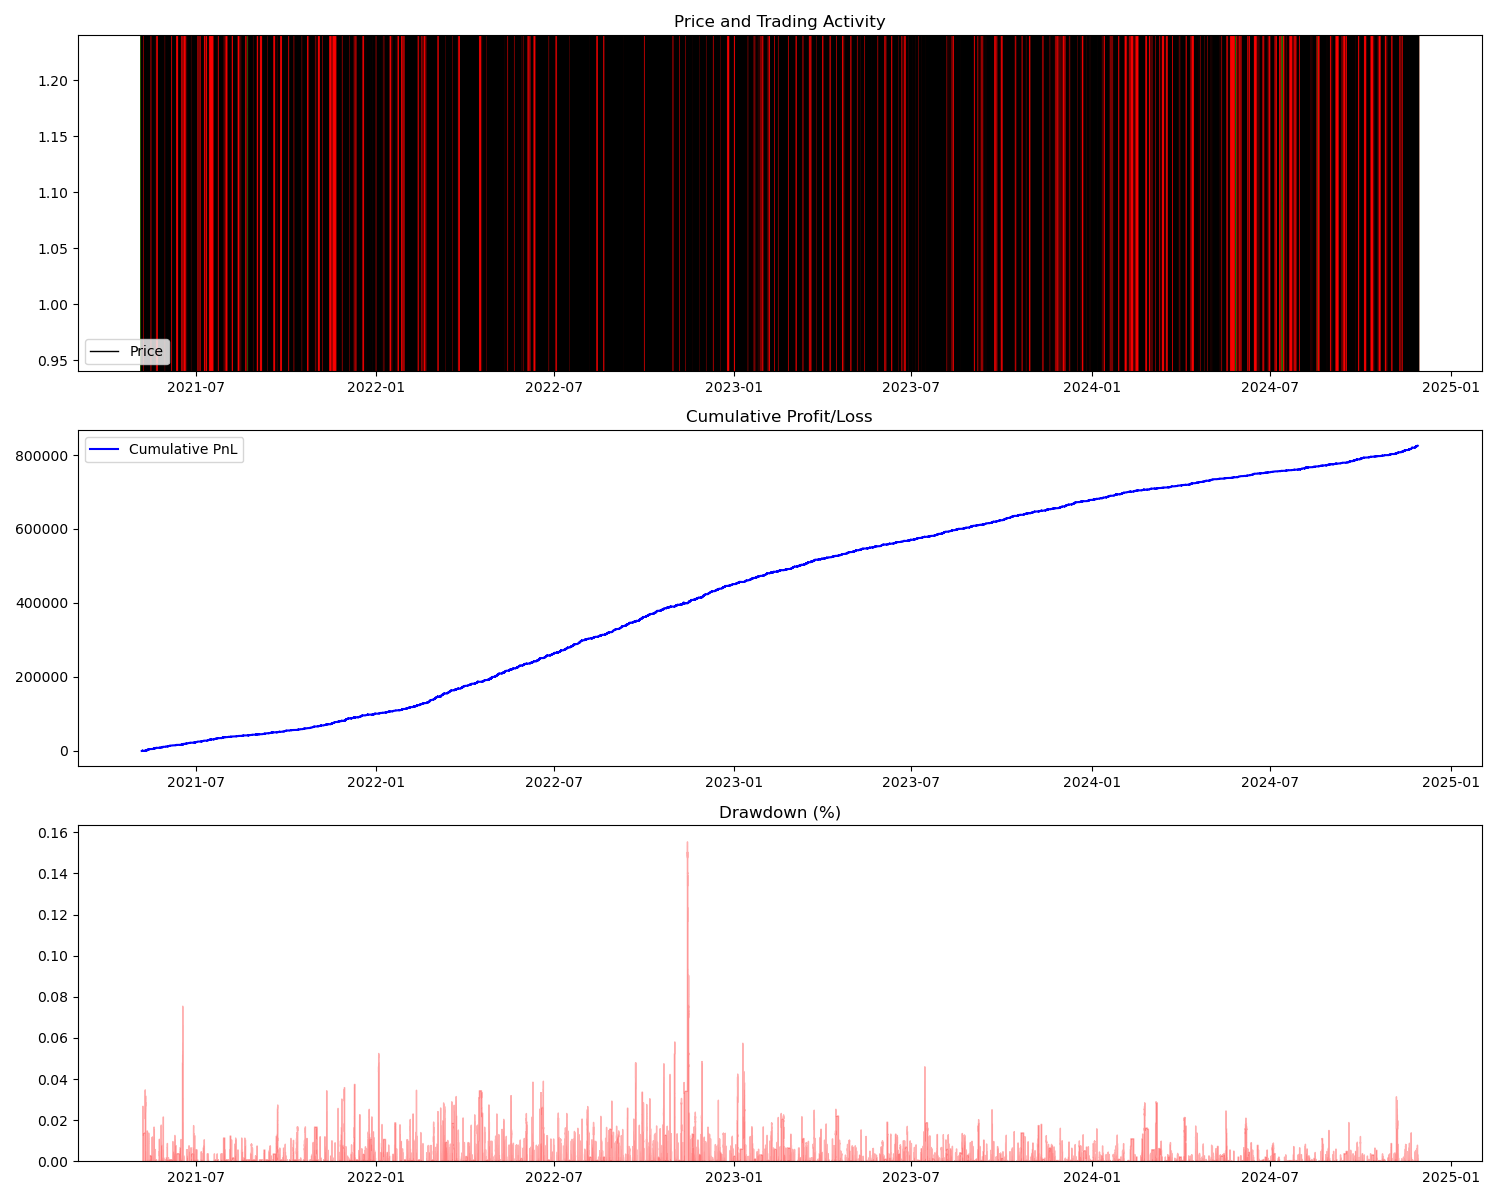 Price and Trading Activity
1.20
1.15
1.10
1.05
1.00
0.95
Price
2021-07 2022-01 2022-07 2023-01 2023-07 2024-01 2024-07 2025-01
Cumulative Profit/Loss
Cumulative PnL
800000
600000
400000
200000
0
2021-07 2022-01 2022-07 2023-01 2023-07 2024-01 2024-07 2025-01
Drawdown (%)
0.16
0.14
0.12
0.10
0.08
0.06
0.04
0.02
0.00
2021-07 2022-01 2022-07 2023-01 2023-07 2024-01 2024-07 2025-01